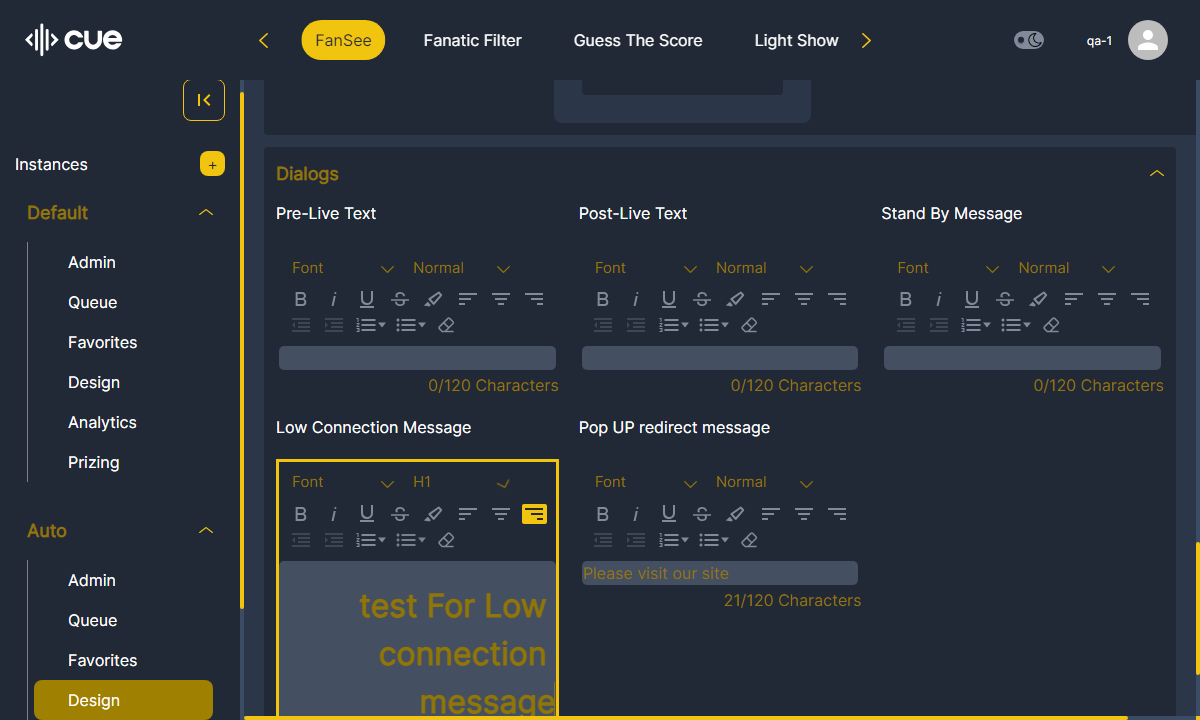 cue
FanSee
Fanatic Filter
Guess The Score
Light Show
qa-1
Instances
+
Default
Admin
Queue
Favorites
Design
Analytics
Prizing
Auto
Admin
Queue
Favorites
Design
Dialogs
Pre-Live Text
Post-Live Text
Stand By Message
Font Normal
Font Normal
Font Normal
B i U S
B i U S
B i U S
0/120 Characters
0/120 Characters
0/120 Characters
Low Connection Message
Pop UP redirect message
Font H1
Font Normal
B i U S
B i U S
test For Low
connection
message
Please visit our site
21/120 Characters